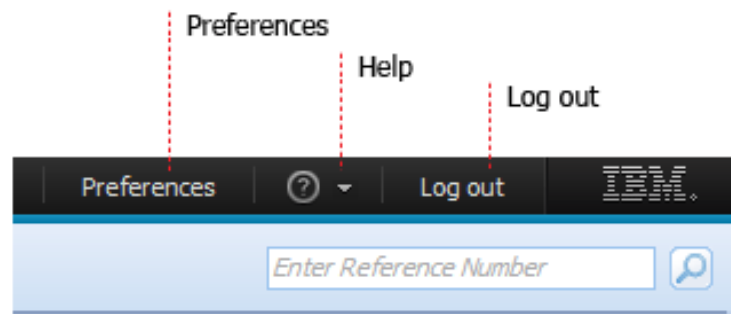 Preferences
Help
Log out
Preferences ? Log out IBM.
Enter Reference Number